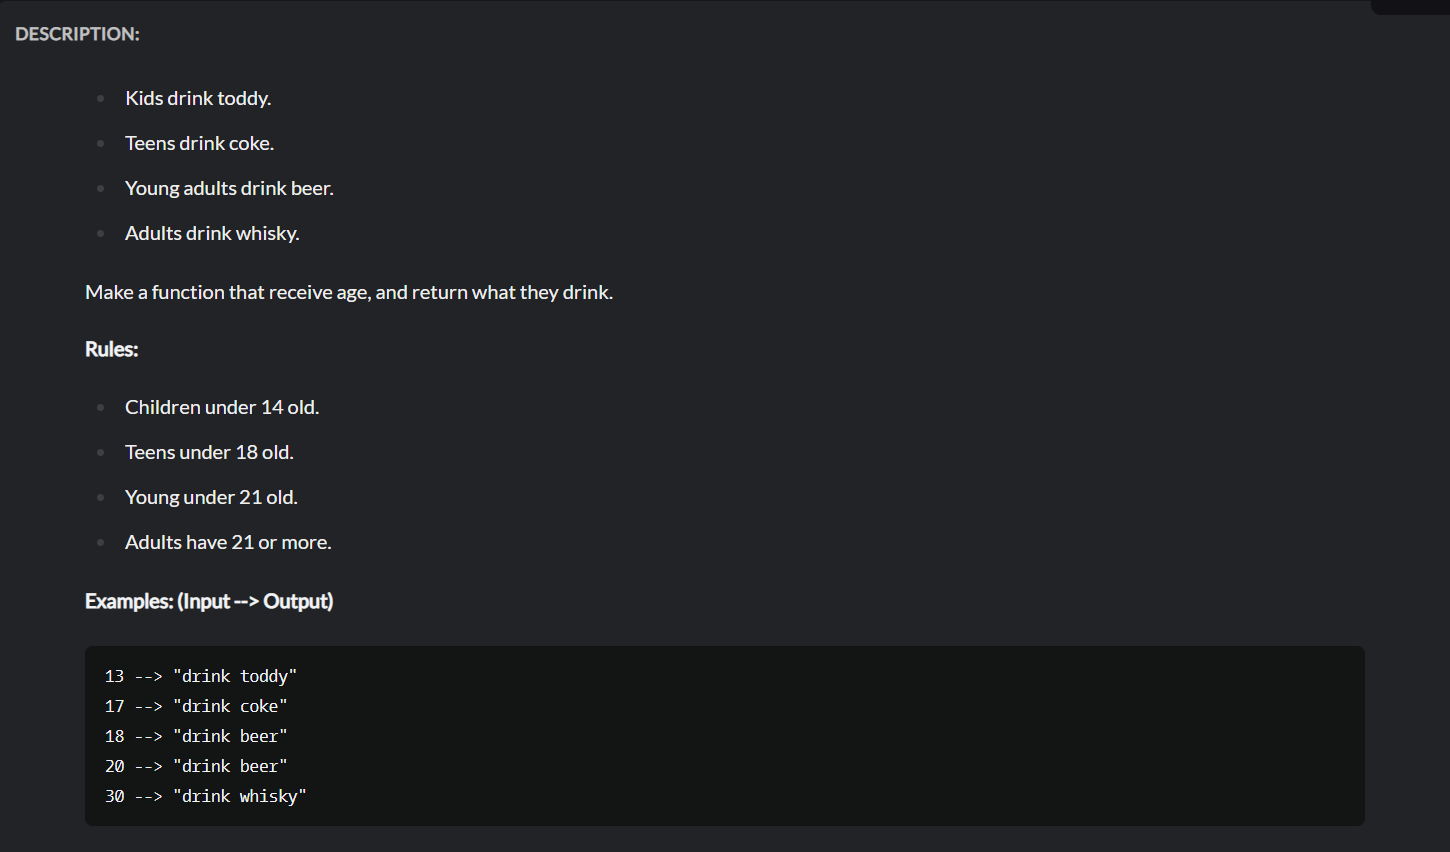 DESCRIPTION:
Kids drink toddy.
Teens drink coke.
Young adults drink beer.
Adults drink whisky.
Make a function that receive age, and return what they drink.
Rules:
Children under 14 old.
Teens under 18 old.
Young under 21 old.
Adults have 21 or more.
Examples: (Input --> Output)
13 --> "drink toddy"
17 --> "drink coke"
18 --> "drink beer"
20 --> "drink beer"
30 --> "drink whisky"